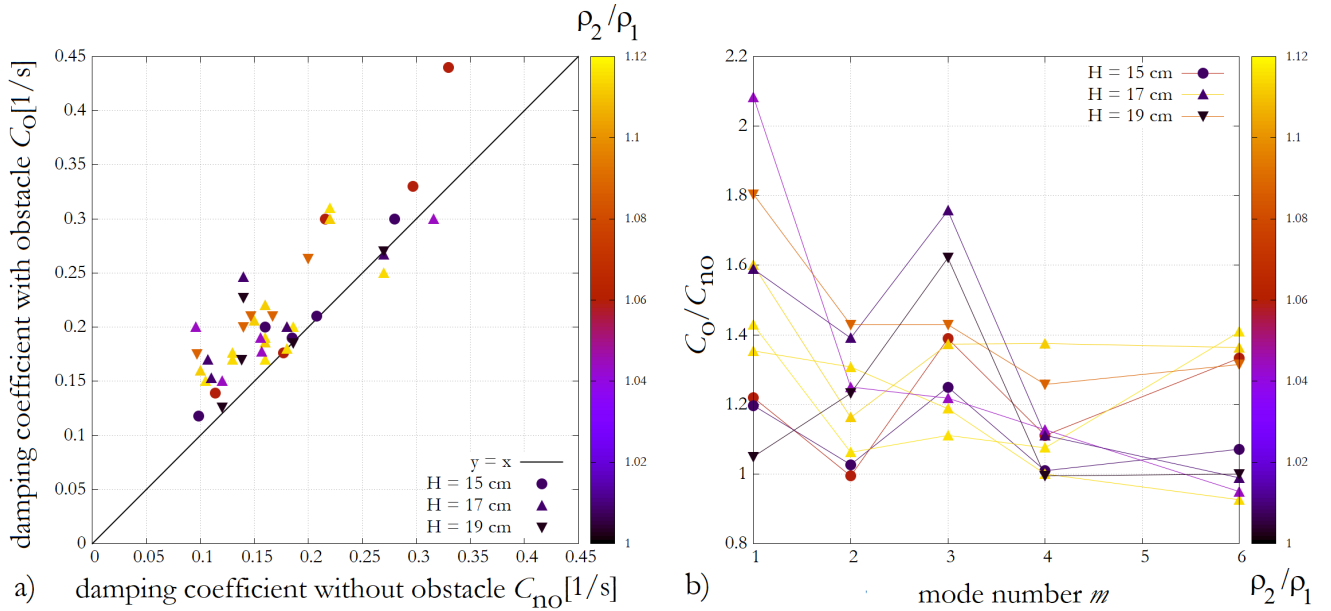 ρ2/ρ1
a)
damping coefficient with obstacle Co[1/s]
0.45
0.4
0.35
0.3
0.25
0.2
0.15
0.1
0.05
0
y = x
H = 15 cm
H = 17 cm
H = 19 cm
0 0.05 0.1 0.15 0.2 0.25 0.3 0.35 0.4 0.45
damping coefficient without obstacle Cno[1/s]
1.12
1.1
1.08
1.06
1.04
1.02
1
b)
Co/Cno
2.2
2
1.8
1.6
1.4
1.2
1
0.8
H = 15 cm
H = 17 cm
H = 19 cm
1 2 3 4 5 6
mode number m
1.12
1.1
1.08
1.06
1.04
1.02
1
ρ2/ρ1